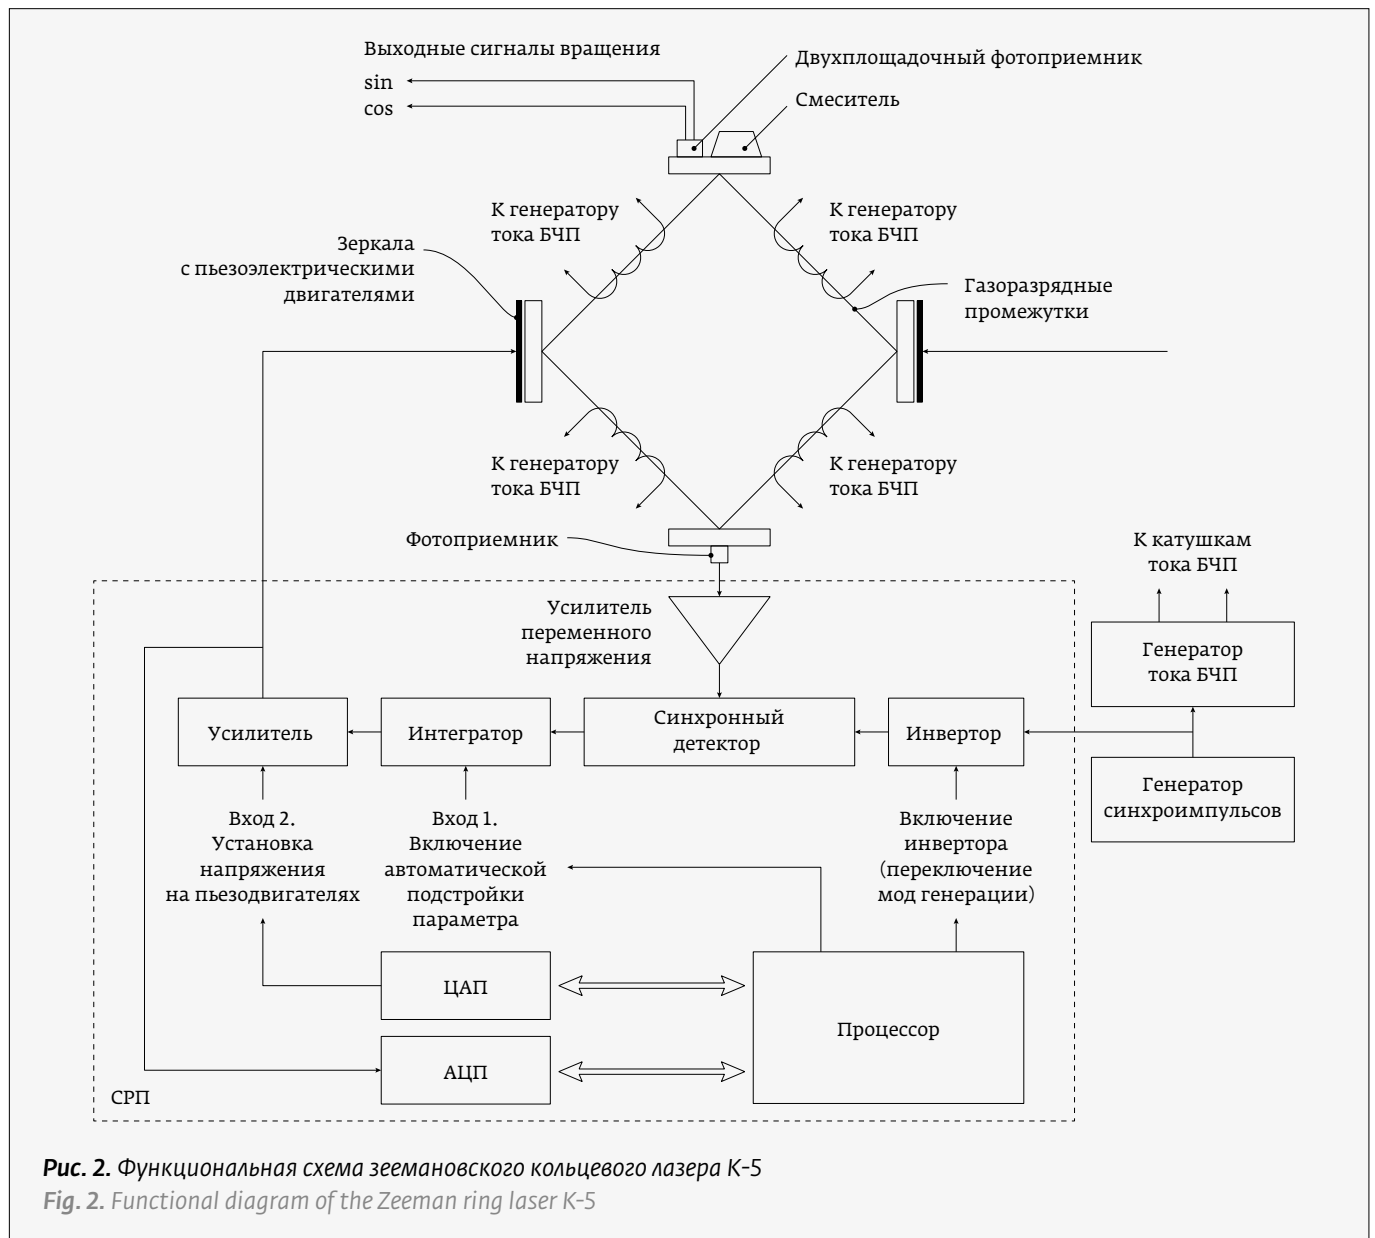 Выходные сигналы вращения
sin
cos
Двухплощадочный фотоприемник
Смеситель
К генератору
тока БЧП
К генератору
тока БЧП
Зеркала
с пьезоэлектрическими
двигателями
Газоразрядные
промежутки
К генератору
тока БЧП
К генератору
тока БЧП
Фотоприемник
К катушкам
тока БЧП
Усилитель
переменного
напряжения
Генератор
тока БЧП
Усилитель
Интегратор
Синхронный
детектор
Инвертор
Генератор
синхроимпульсов
Вход 2.
Установка
напряжения
на пьезодвигателях
Вход 1.
Включение
автоматической
подстройки
параметра
Включение
инвертора
(переключение
мод генерации)
ЦАП
Процессор
АЦП
СРП
Рис. 2. Функциональная схема зеемановского кольцевого лазера К-5
Fig. 2. Functional diagram of the Zeeman ring laser K-5